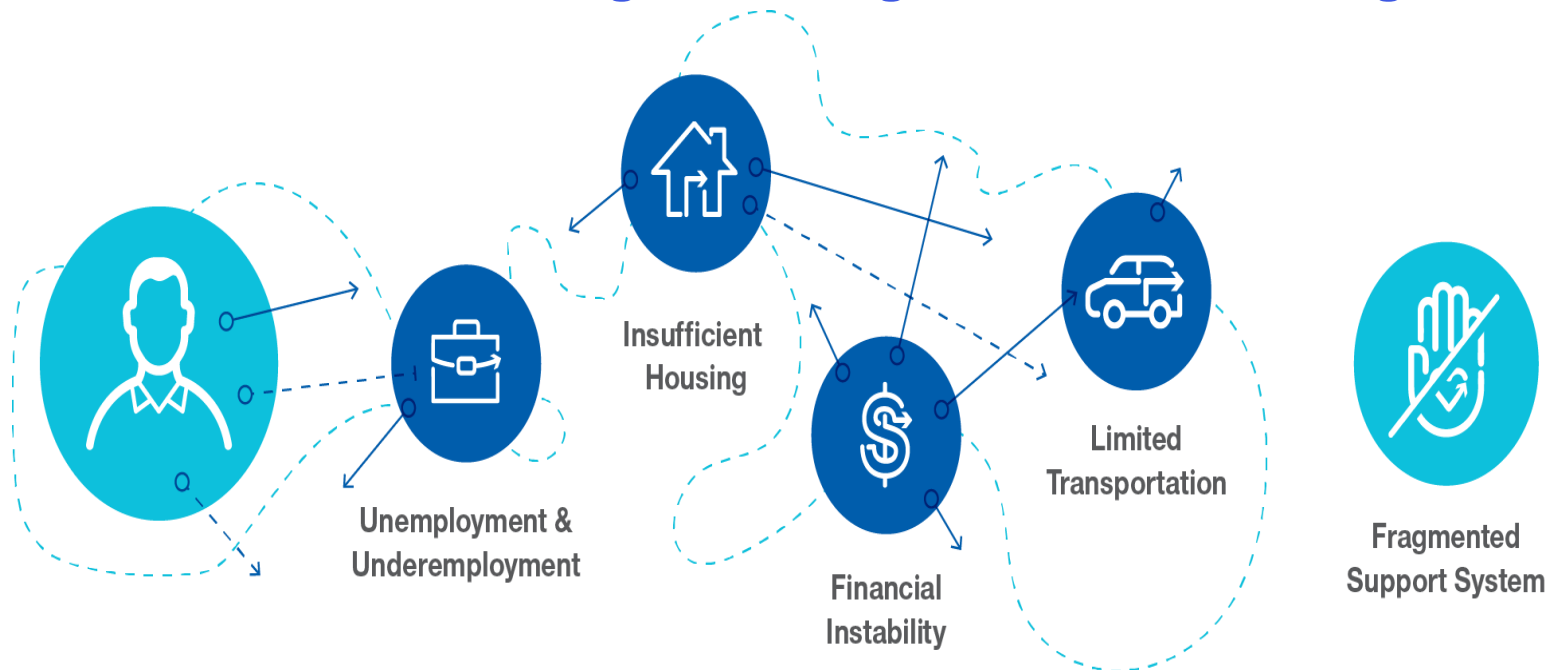 Unemployment &
Underemployment
Insufficient
Housing
Financial
Instability
Limited
Transportation
Fragmented
Support System